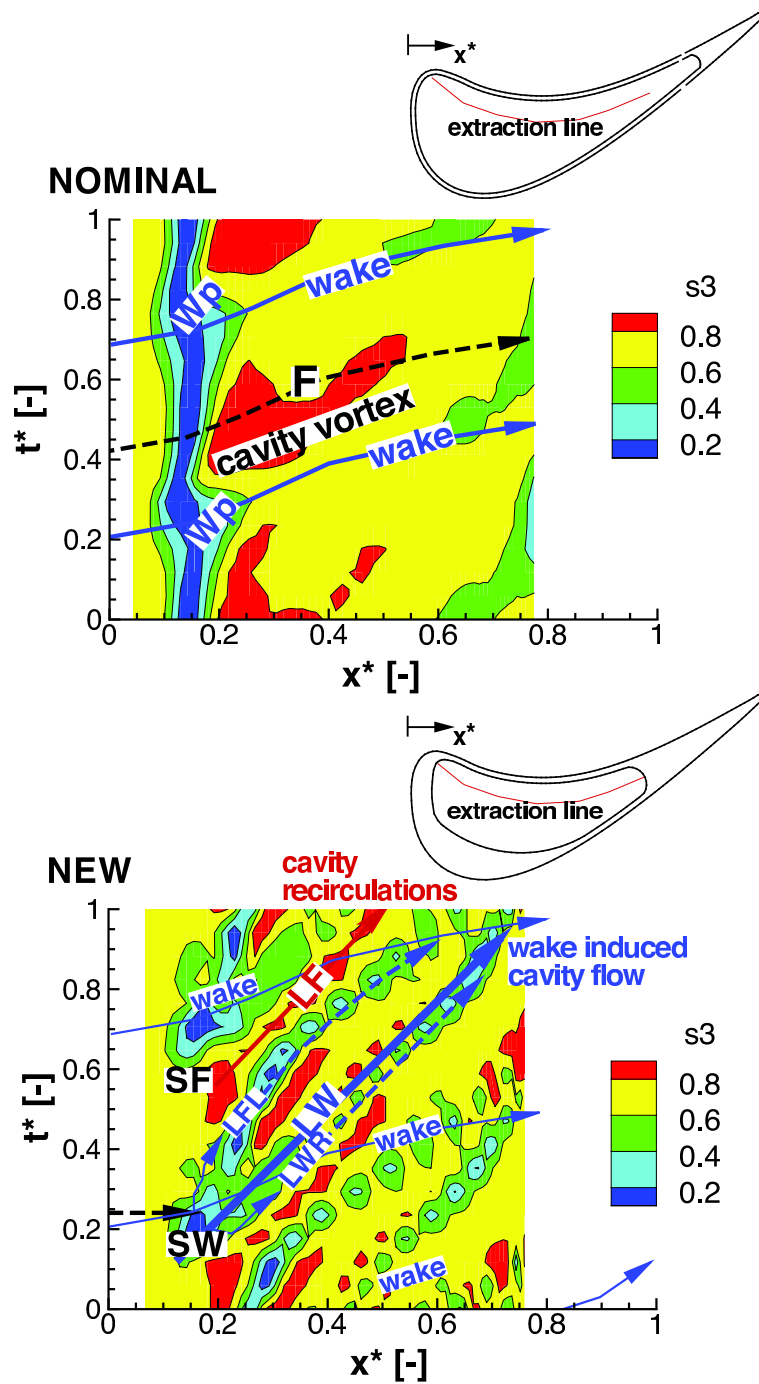 x*
extraction line
NOMINAL
1
0.8
0.6
0.4
0.2
0
t* [-]
Wp
wake
F
cavity vortex
wake
Wp
s3
0.8
0.6
0.4
0.2
0
0.2
0.4
0.6
0.8
1
x* [-]
x*
extraction line
NEW
cavity
recirculations
1
0.8
0.6
0.4
0.2
0
t* [-]
wake
LF
SF
LFL
LW
LWR
wake
SW
wake
wake induced
cavity flow
s3
0.8
0.6
0.4
0.2
0
0.2
0.4
0.6
0.8
1
x* [-]